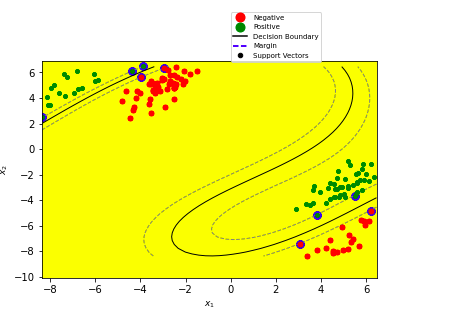 Negative
Positive
Decision Boundary
Margin
Support Vectors
6
4
2
0
−2
−4
−6
−8
−10
x2
−8 −6 −4 −2 0 2 4 6
x1